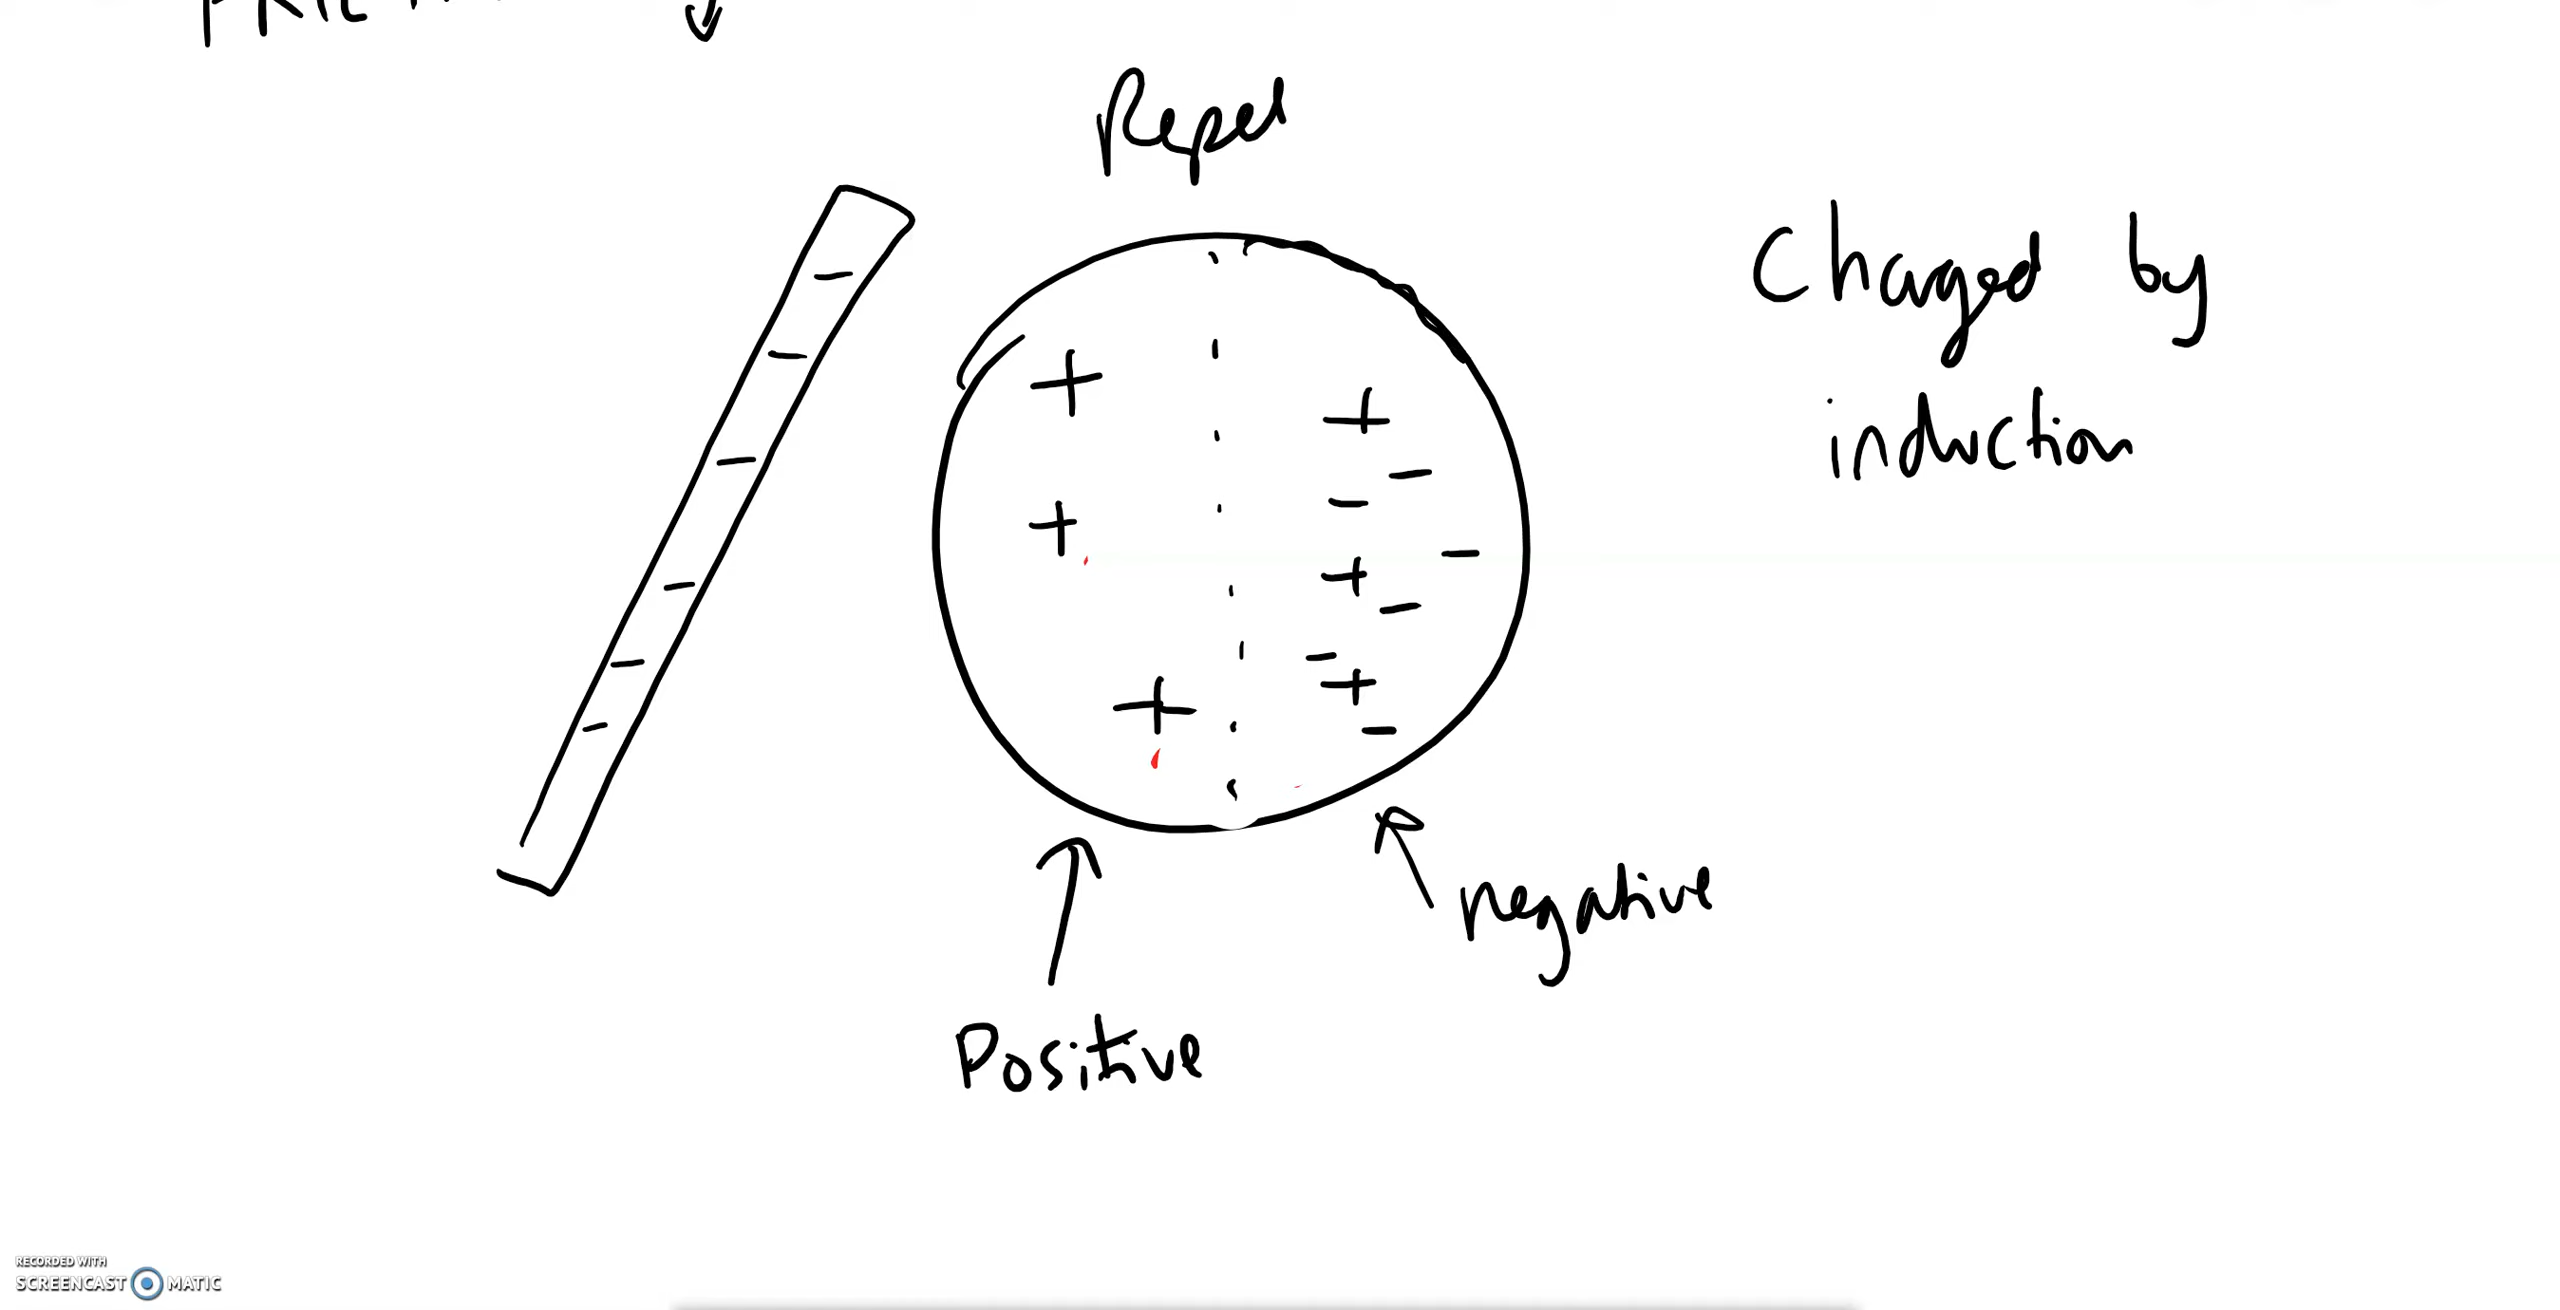 Repel
Charged by
induction
+ +
- -
+ -
- +
- -
- +
- -
+ -
- +
-
negative
Positive
RECORDED WITH
SCREENCAST MATIC